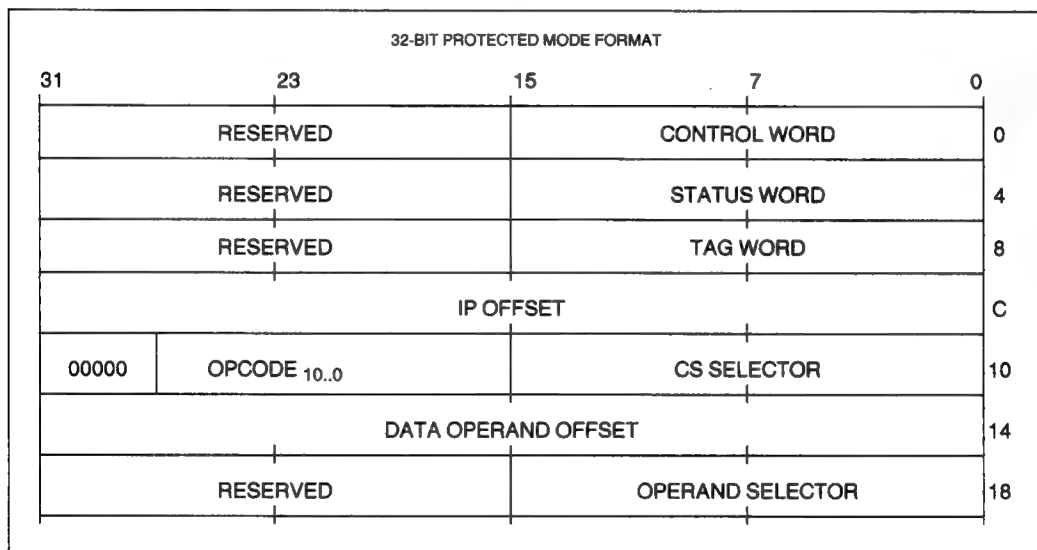 32-BIT PROTECTED MODE FORMAT
31 23 15 7 0
RESERVED CONTROL WORD 0
RESERVED STATUS WORD 4
RESERVED TAG WORD 8
IP OFFSET C
00000 OPCODE 10..0 CS SELECTOR 10
DATA OPERAND OFFSET 14
RESERVED OPERAND SELECTOR 18